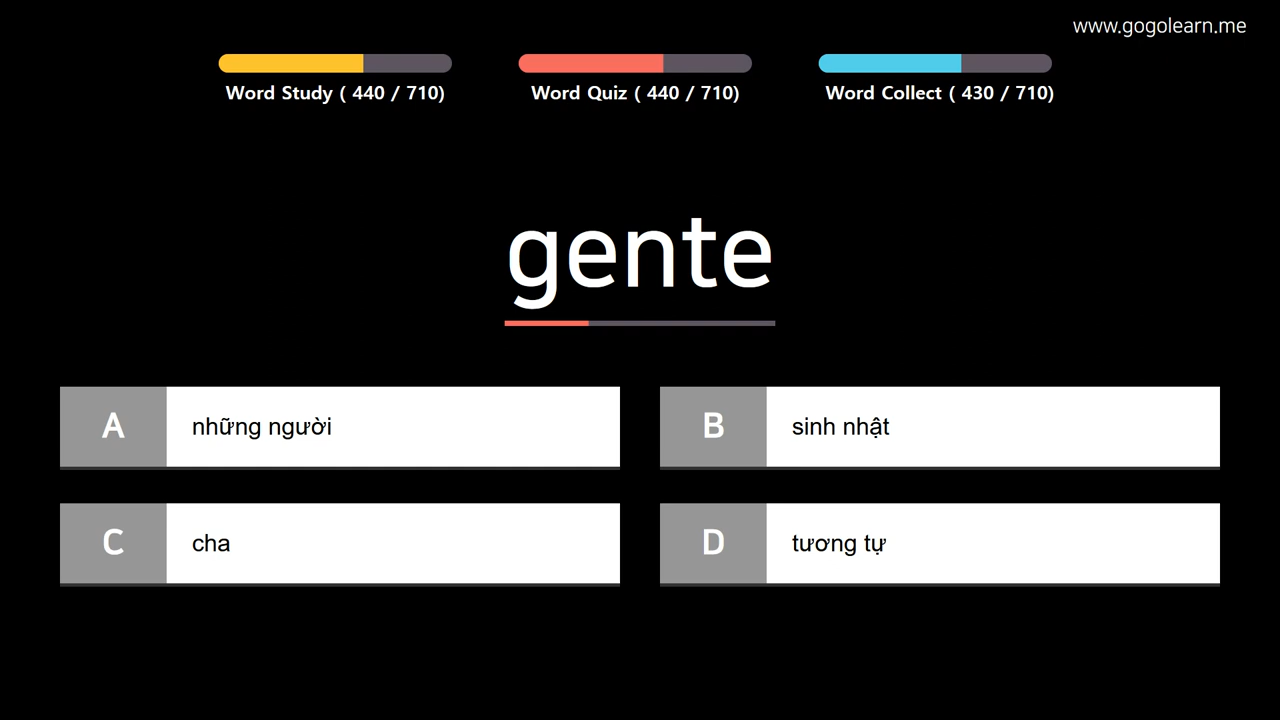 www.gogolearn.me
Word Study ( 440 / 710)
Word Quiz ( 440 / 710)
Word Collect ( 430 / 710)
gente
A
những người
B
sinh nhật
C
cha
D
tương tự